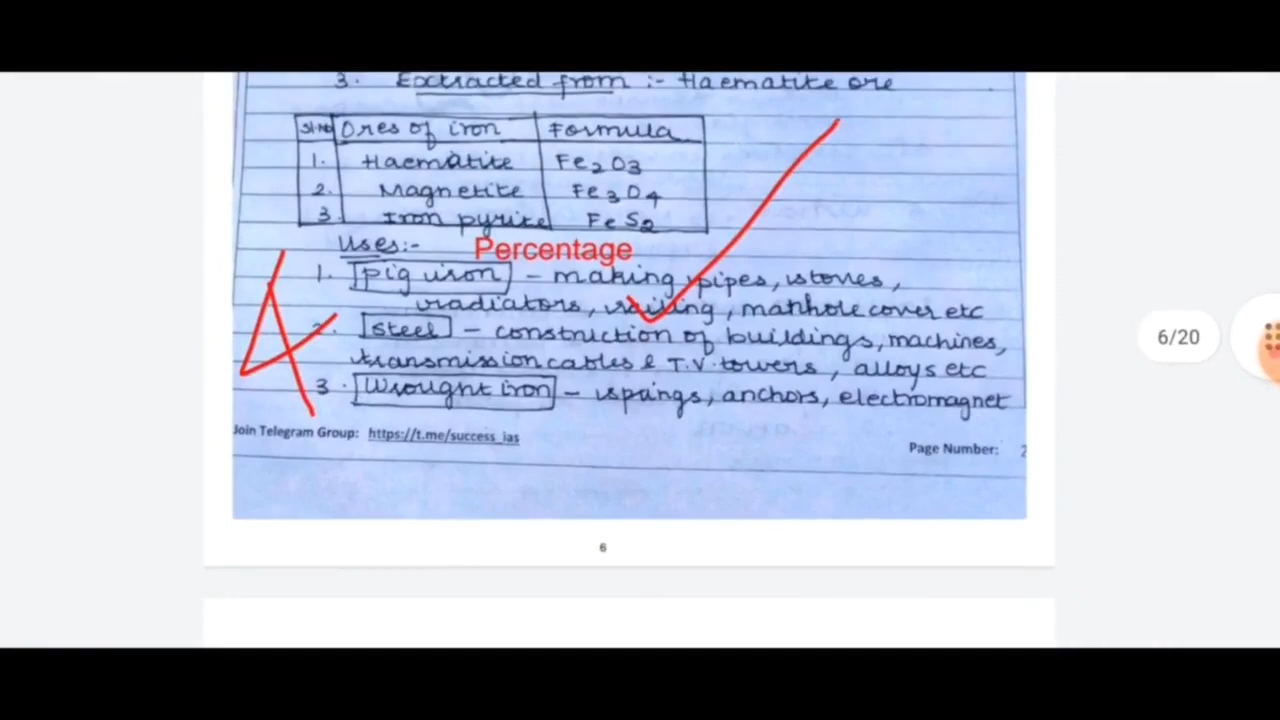 3. Extracted from :- Haematite ore
Sl.No Ores of iron Formula
1. Haematite Fe2O3
2. Magnetite Fe3O4
3. Iron pyrite FeS2
Uses:- Percentage
1. pig iron - making pipes, stoves,
radiators, railing, manhole cover etc
2. Steel - construction of buildings, machines,
transmission cables & T.V. towers, alloys etc
3. Wrought iron - springs, anchors, electromagnet
Join Telegram Group: https://t.me/success_ias
Page Number: 2
6
6/20